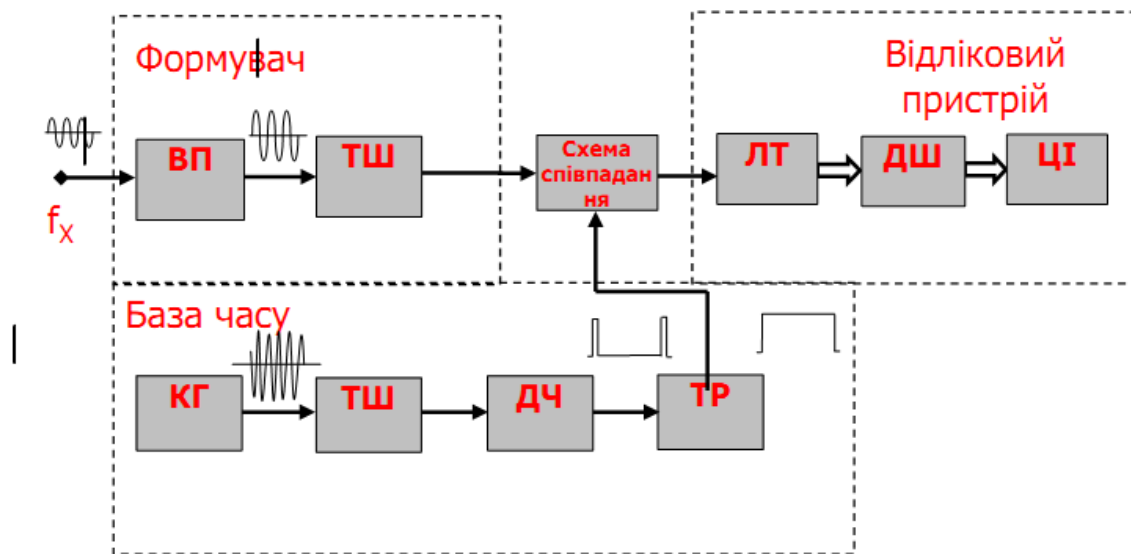 Формувач
Відліковий
пристрій
ВП
ТШ
Схема
співпадан
ня
ЛТ
ДШ
ЦІ
fX
База часу
КГ
ТШ
ДЧ
ТР